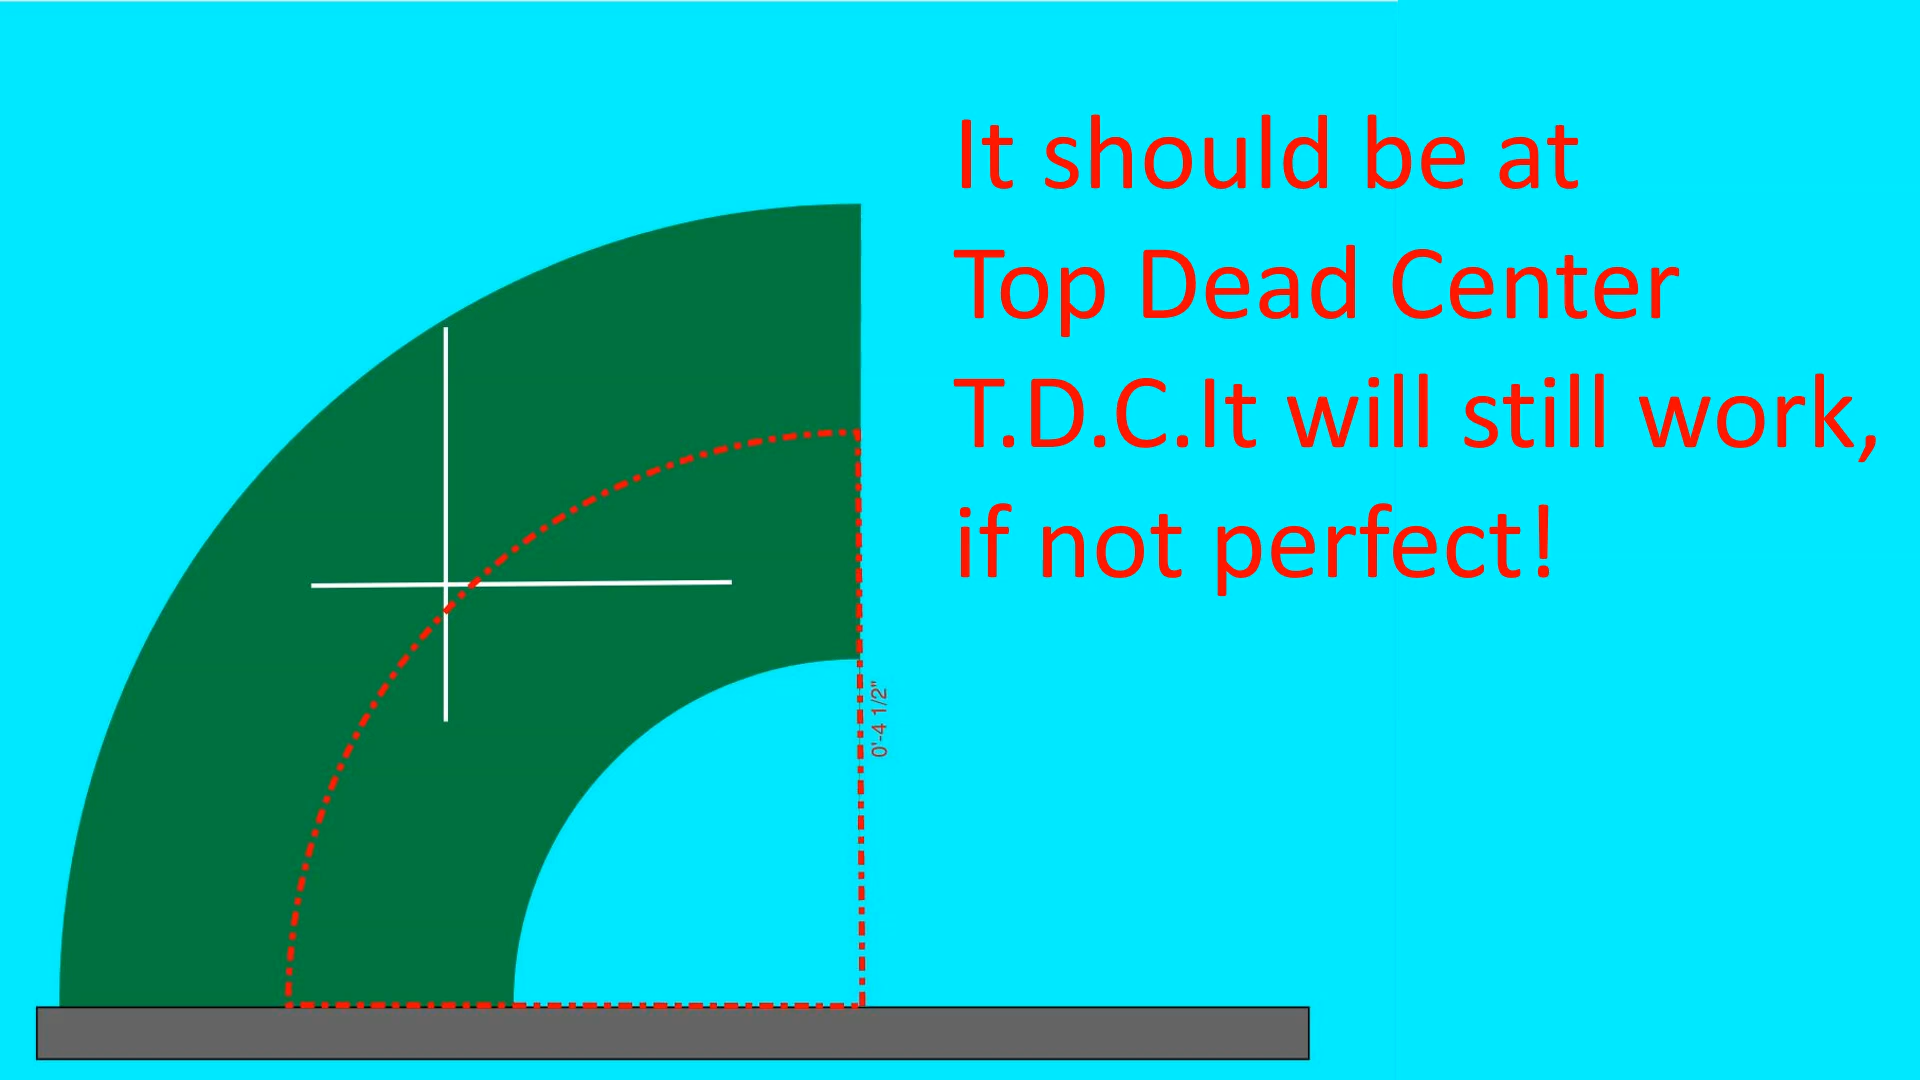 It should be at
Top Dead Center
T.D.C.It will still work,
if not perfect!
0'-4 1/2"